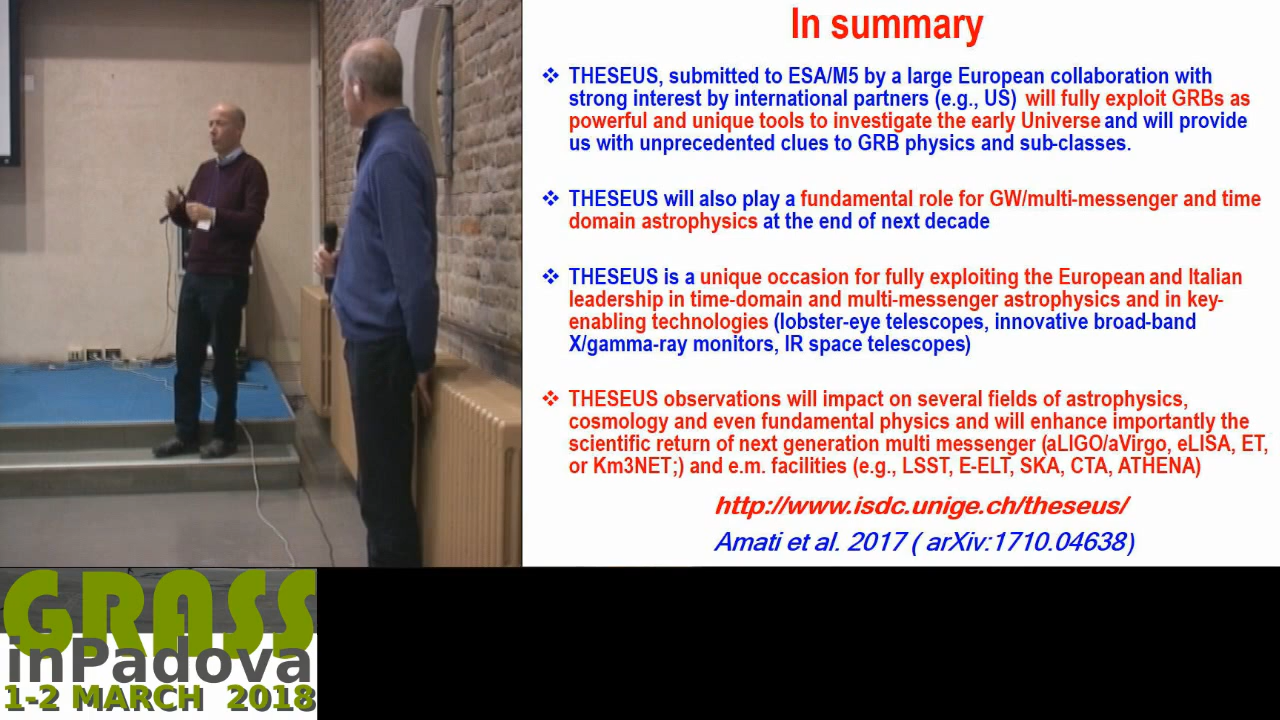 In summary
❖ THESEUS, submitted to ESA/M5 by a large European collaboration with
strong interest by international partners (e.g., US) will fully exploit GRBs as
powerful and unique tools to investigate the early Universe and will provide
us with unprecedented clues to GRB physics and sub-classes.
❖ THESEUS will also play a fundamental role for GW/multi-messenger and time
domain astrophysics at the end of next decade
❖ THESEUS is a unique occasion for fully exploiting the European and Italian
leadership in time-domain and multi-messenger astrophysics and in key-
enabling technologies (lobster-eye telescopes, innovative broad-band
X/gamma-ray monitors, IR space telescopes)
❖ THESEUS observations will impact on several fields of astrophysics,
cosmology and even fundamental physics and will enhance importantly the
scientific return of next generation multi messenger (aLIGO/aVirgo, eLISA, ET,
or Km3NET;) and e.m. facilities (e.g., LSST, E-ELT, SKA, CTA, ATHENA)
http://www.isdc.unige.ch/theseus/
Amati et al. 2017 ( arXiv:1710.04638)
GRASS
inPadova
1-2 MARCH 2018